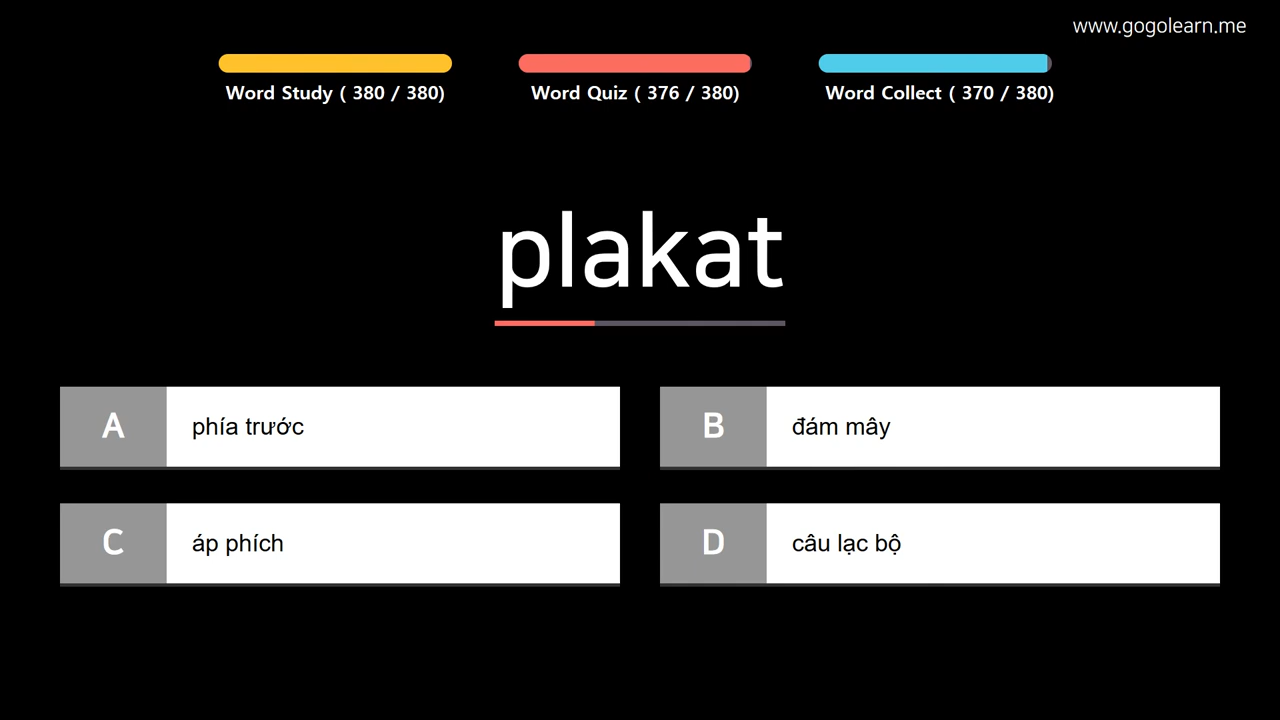 www.gogolearn.me
Word Study ( 380 / 380)
Word Quiz ( 376 / 380)
Word Collect ( 370 / 380)
plakat
A
phía trước
B
đám mây
C
áp phích
D
câu lạc bộ